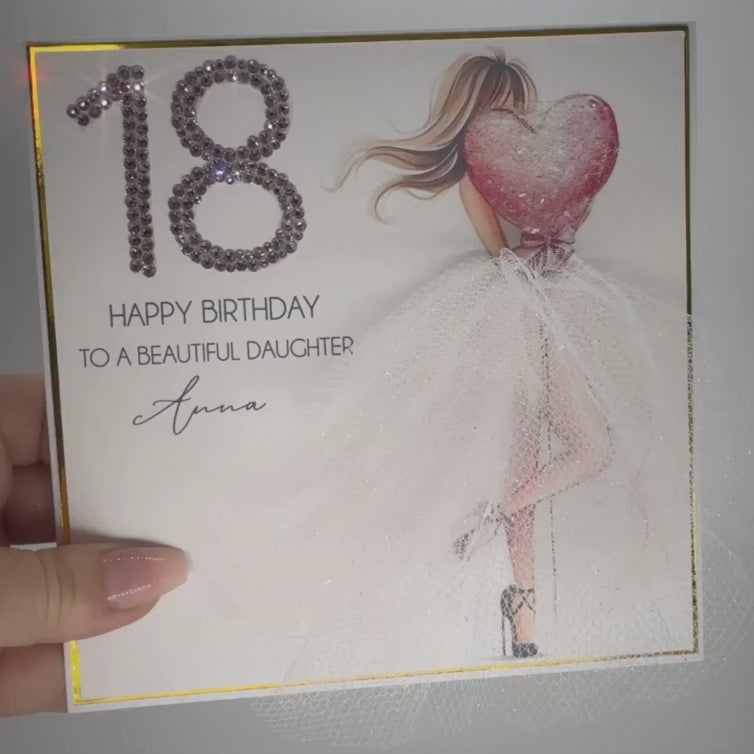 18
HAPPY BIRTHDAY
TO A BEAUTIFUL DAUGHTER
Anna